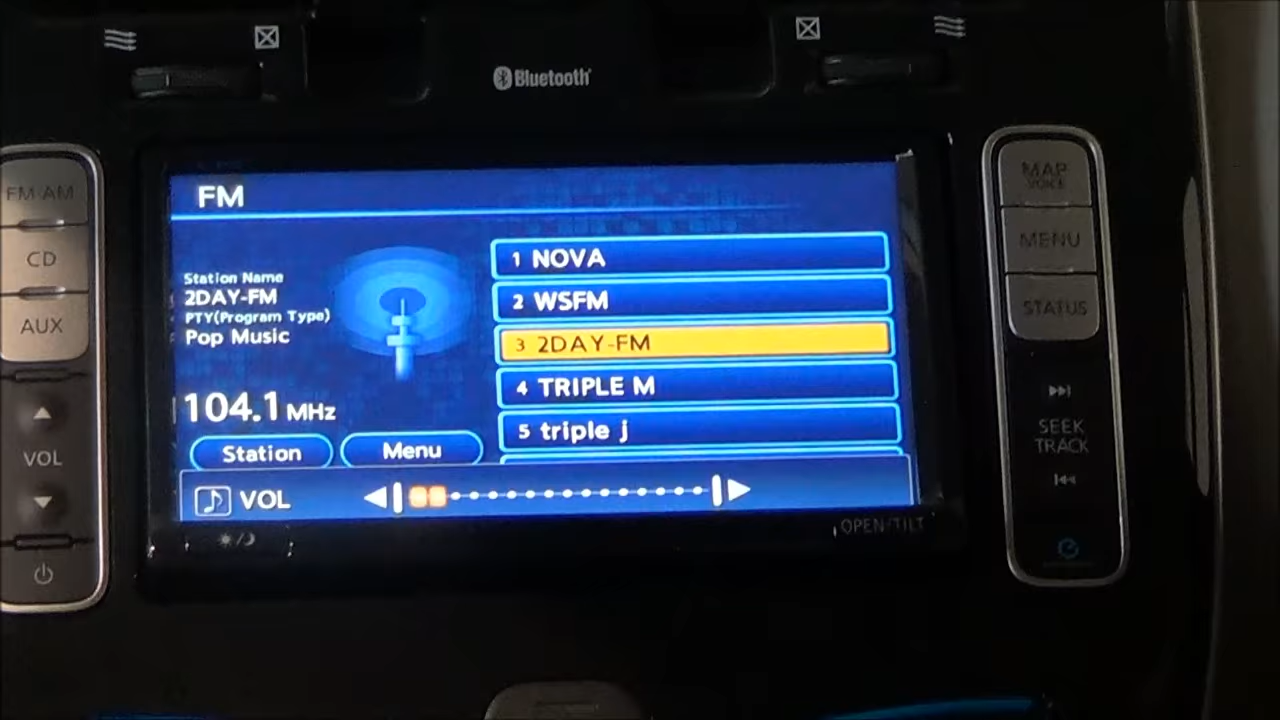 Bluetooth
FM·AM
CD
AUX
VOL
FM
Station Name
2DAY-FM
PTY(Program Type)
Pop Music
104.1 MHz
Station
Menu
1 NOVA
2 WSFM
3 2DAY-FM
4 TRIPLE M
5 triple j
VOL
OPEN/TILT
MAP
VOICE
MENU
STATUS
SEEK
TRACK